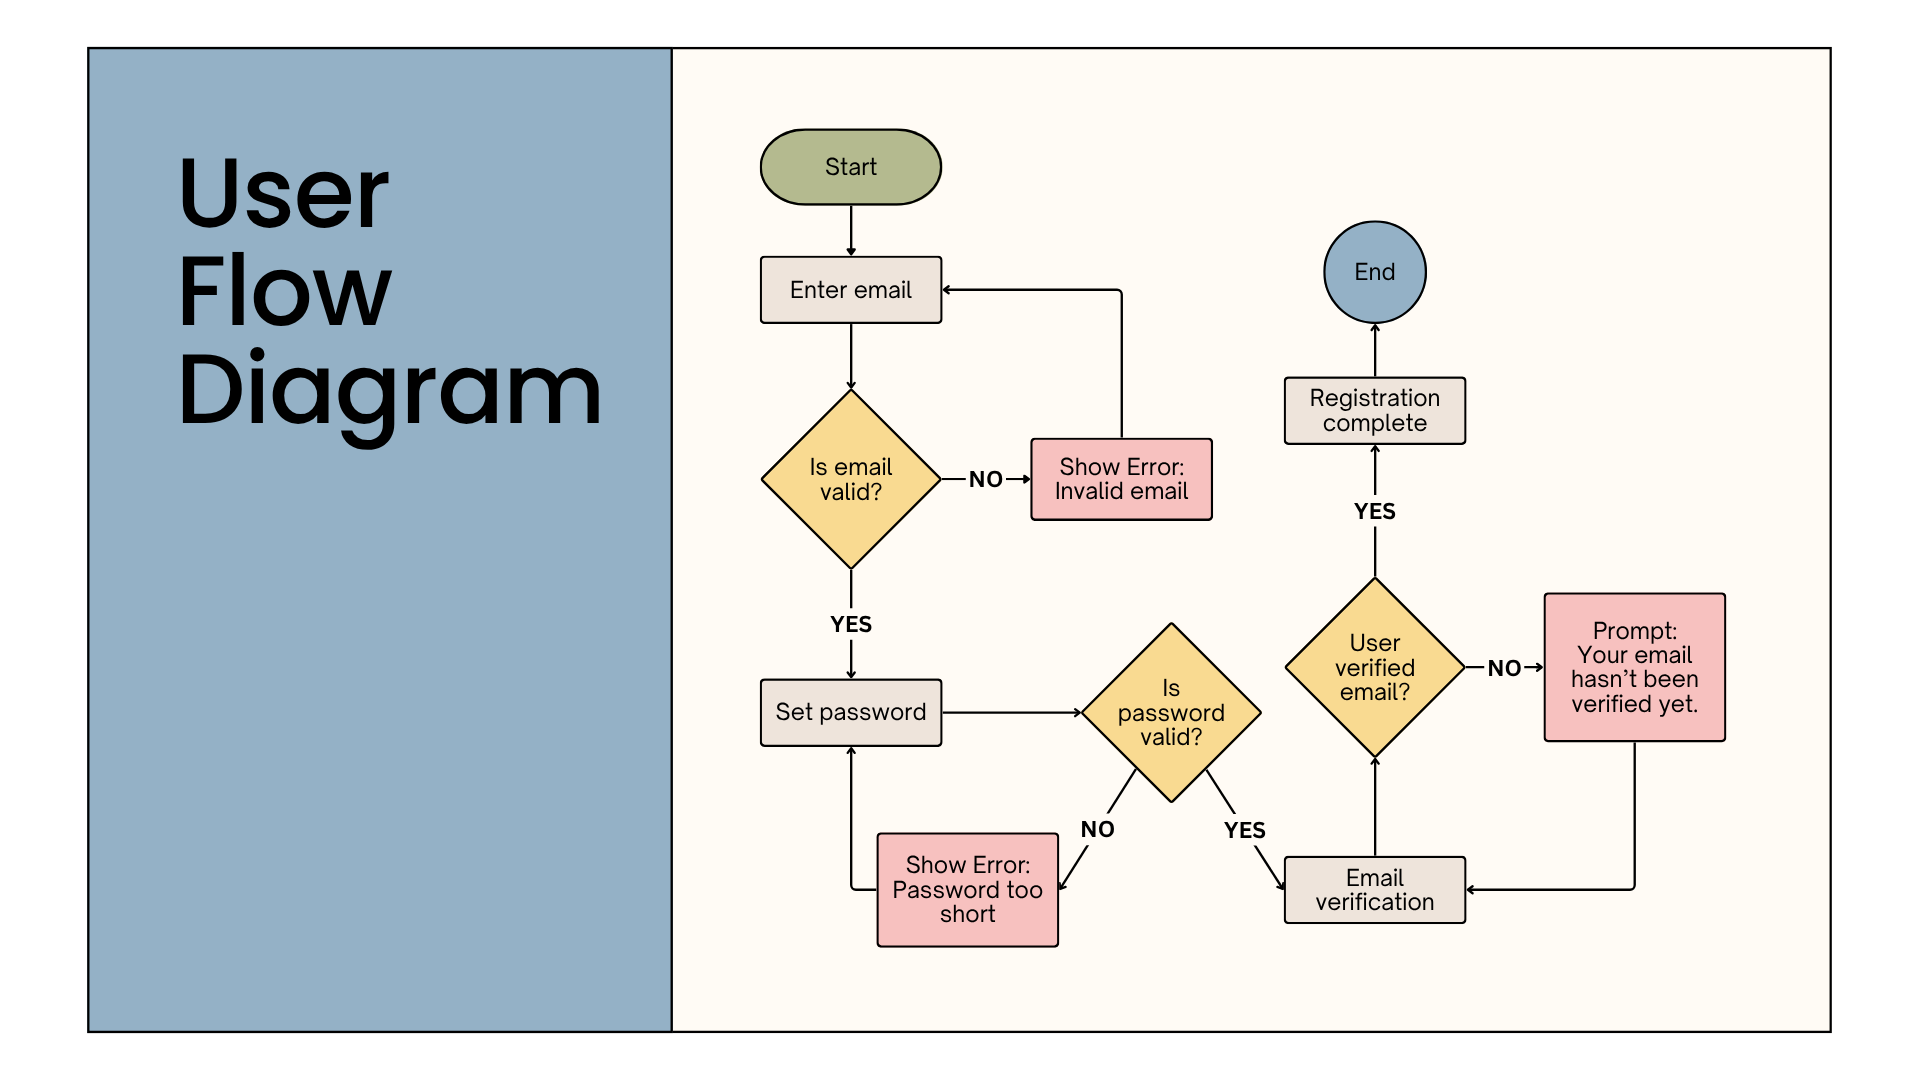 User
Flow
Diagram
Start
Enter email
Is email
valid?
NO
Show Error:
Invalid email
YES
Set password
Is
password
valid?
NO
Show Error:
Password too
short
YES
Email
verification
User
verified
email?
NO
Prompt:
Your email
hasn’t been
verified yet.
YES
Registration
complete
End